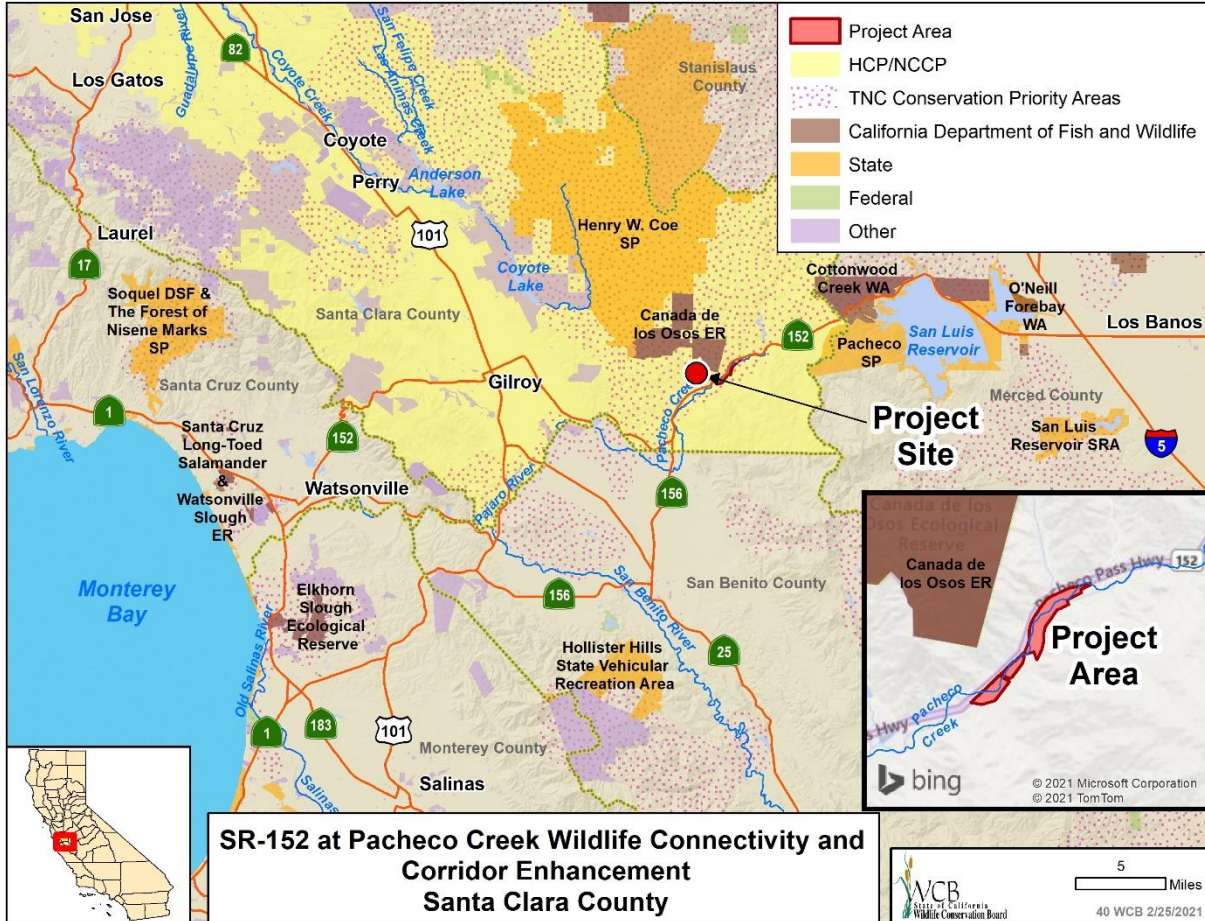 San Jose
Los Gatos
Guadalupe River
82
Coyote Creek
San Felipe Creek
Las Animas Creek
Stanislaus
County
Coyote
Perry
Anderson
Lake
Laurel
101
17
Henry W. Coe
SP
Coyote
Lake
Soquel DSF &
The Forest of
Nisene Marks
SP
Santa Clara County
Canada de
los Osos ER
Cottonwood
Creek WA
O'Neill
Forebay
WA
Los Banos
152
Pacheco
SP
San Luis
Reservoir
San Lorenzo River
Santa Cruz County
Gilroy
Pacheco Creek
Project
Site
Merced County
1
Santa Cruz
Long-Toed
Salamander
&
Watsonville
Slough
ER
152
San Luis
Reservoir SRA
5
Watsonville
Pajaro River
156
Monterey
Bay
San Benito County
156
San Benito River
Elkhorn
Slough
Ecological
Reserve
25
Old Salinas River
Hollister Hills
State Vehicular
Recreation Area
1
183
101
Monterey County
Salinas
Salinas
Project Area
HCP/NCCP
TNC Conservation Priority Areas
California Department of Fish and Wildlife
State
Federal
Other
Canada de los
Osos Ecological
Reserve
Canada de
los Osos ER
Pacheco Pass Hwy
152
Project
Area
s Hwy
Pacheco
Creek
bing
© 2021 Microsoft Corporation
© 2021 TomTom
SR-152 at Pacheco Creek Wildlife Connectivity and
Corridor Enhancement
Santa Clara County
WCB
State of California
Wildlife Conservation Board
5
Miles
40 WCB 2/25/2021